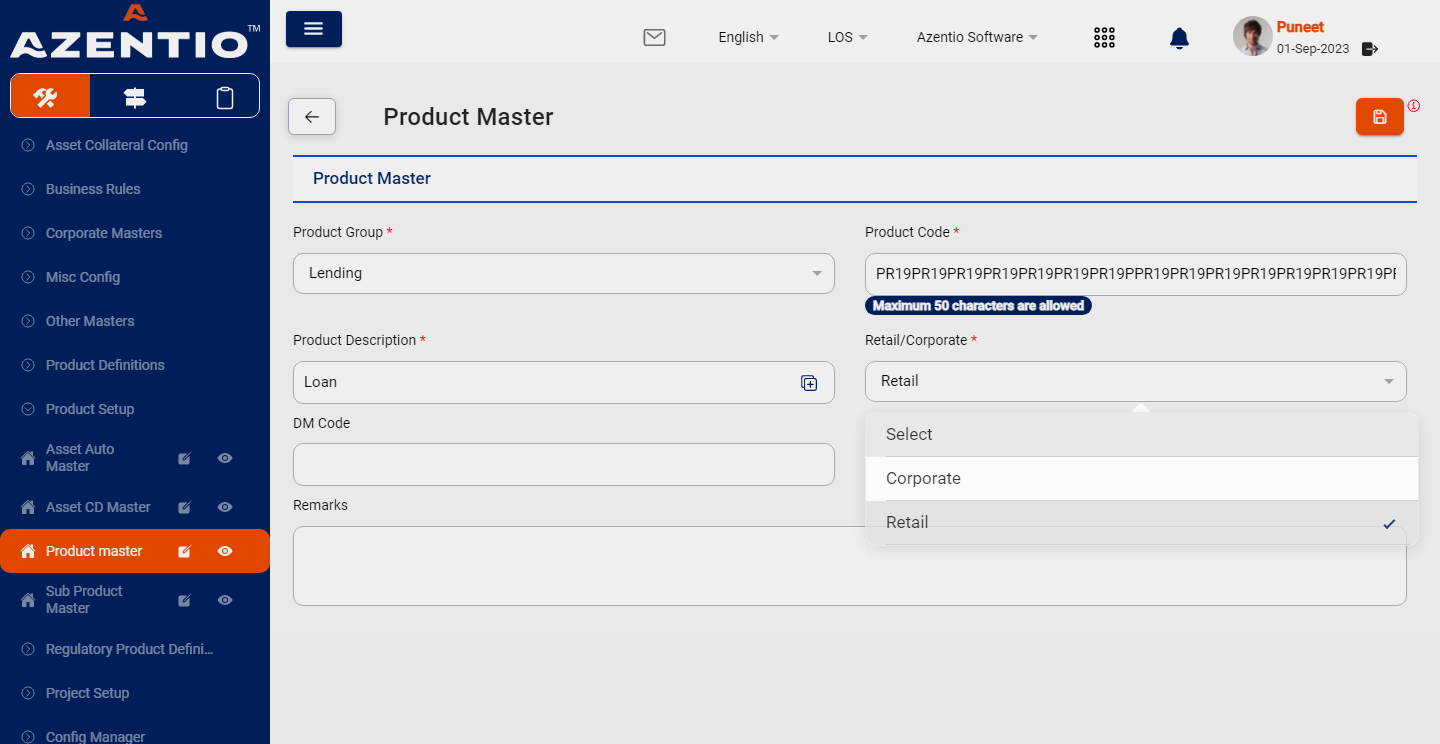 AZENTIO™
English
LOS
Azentio Software
Puneet
01-Sep-2023
Asset Collateral Config
Business Rules
Corporate Masters
Misc Config
Other Masters
Product Definitions
Product Setup
Asset Auto
Master
Asset CD Master
Product master
Sub Product
Master
Regulatory Product Defini...
Project Setup
Config Manager
Product Master
Product Master
Product Group *
Lending
Product Code *
PR19PR19PR19PR19PR19PR19PR19PPR19PR19PR19PR19PR19PR19PR19PF
Maximum 50 characters are allowed
Product Description *
Loan
Retail/Corporate *
Retail
Select
Corporate
Retail
DM Code
Remarks